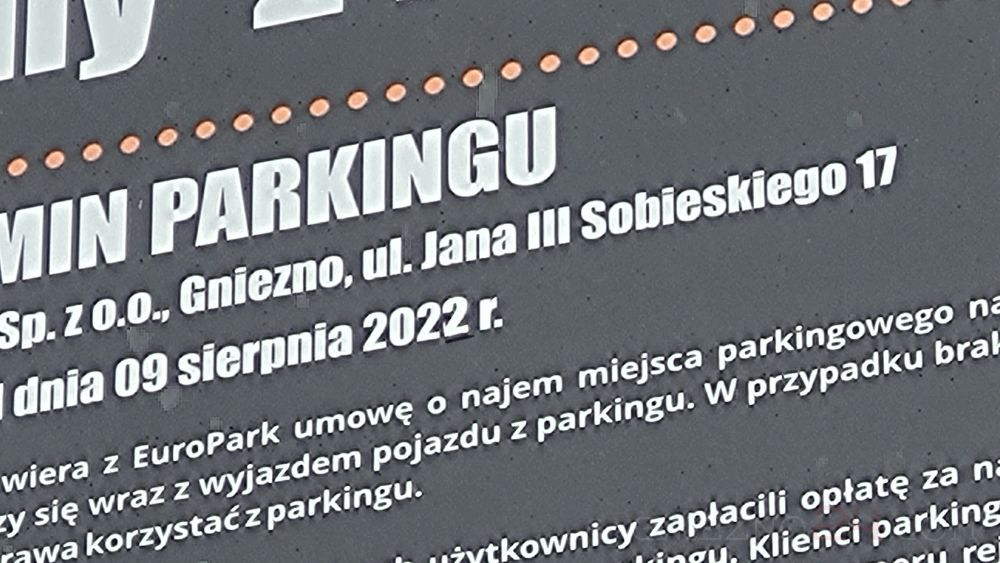 MIN PARKINGU
Sp. z o.o., Gniezno, ul. Jana III Sobieskiego 17
dnia 09 sierpnia 2022 r.
wiera z EuroPark umowę o najem miejsca parkingowego na
zy się wraz z wyjazdem pojazdu z parkingu. W przypadku brak
rawa korzystać z parkingu.
użytkownicy zapłacili opłatę za na
kingu. Klienci parking